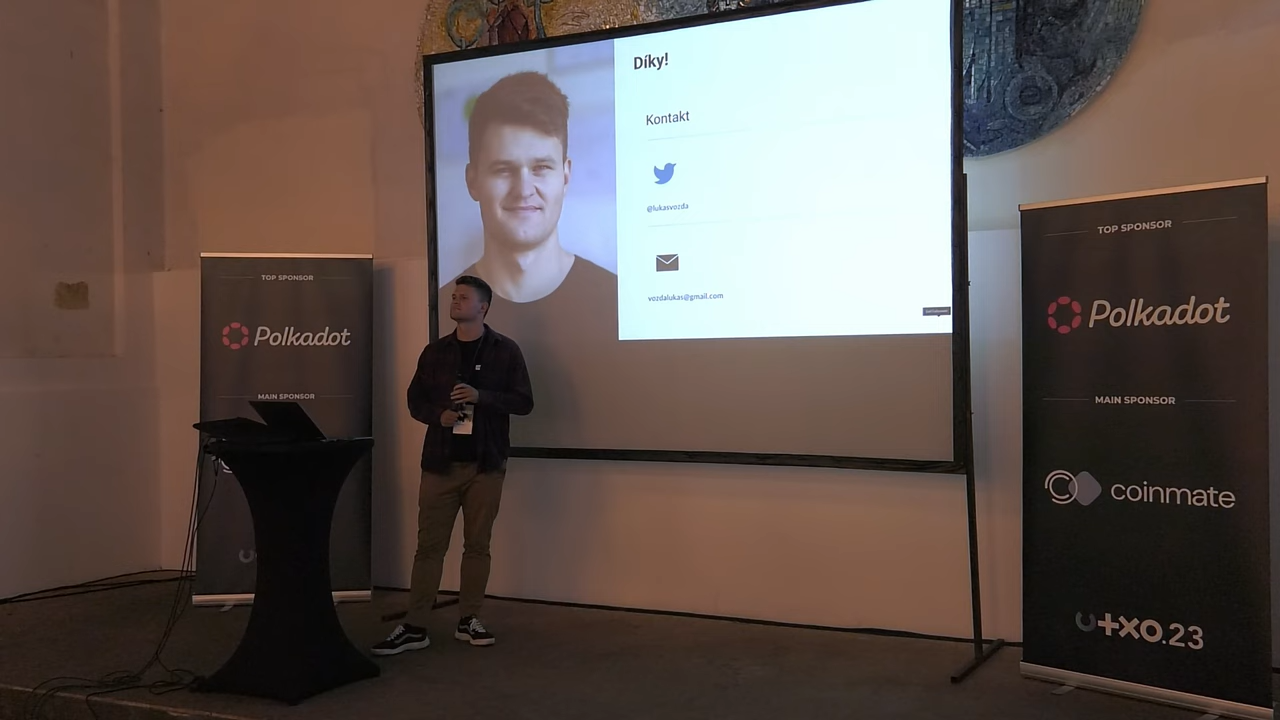 Díky!
Kontakt
@lukasvozda
vozdalukas@gmail.com
TOP SPONSOR
Polkadot
MAIN SPONSOR
TOP SPONSOR
Polkadot
MAIN SPONSOR
coinmate
utxo.23